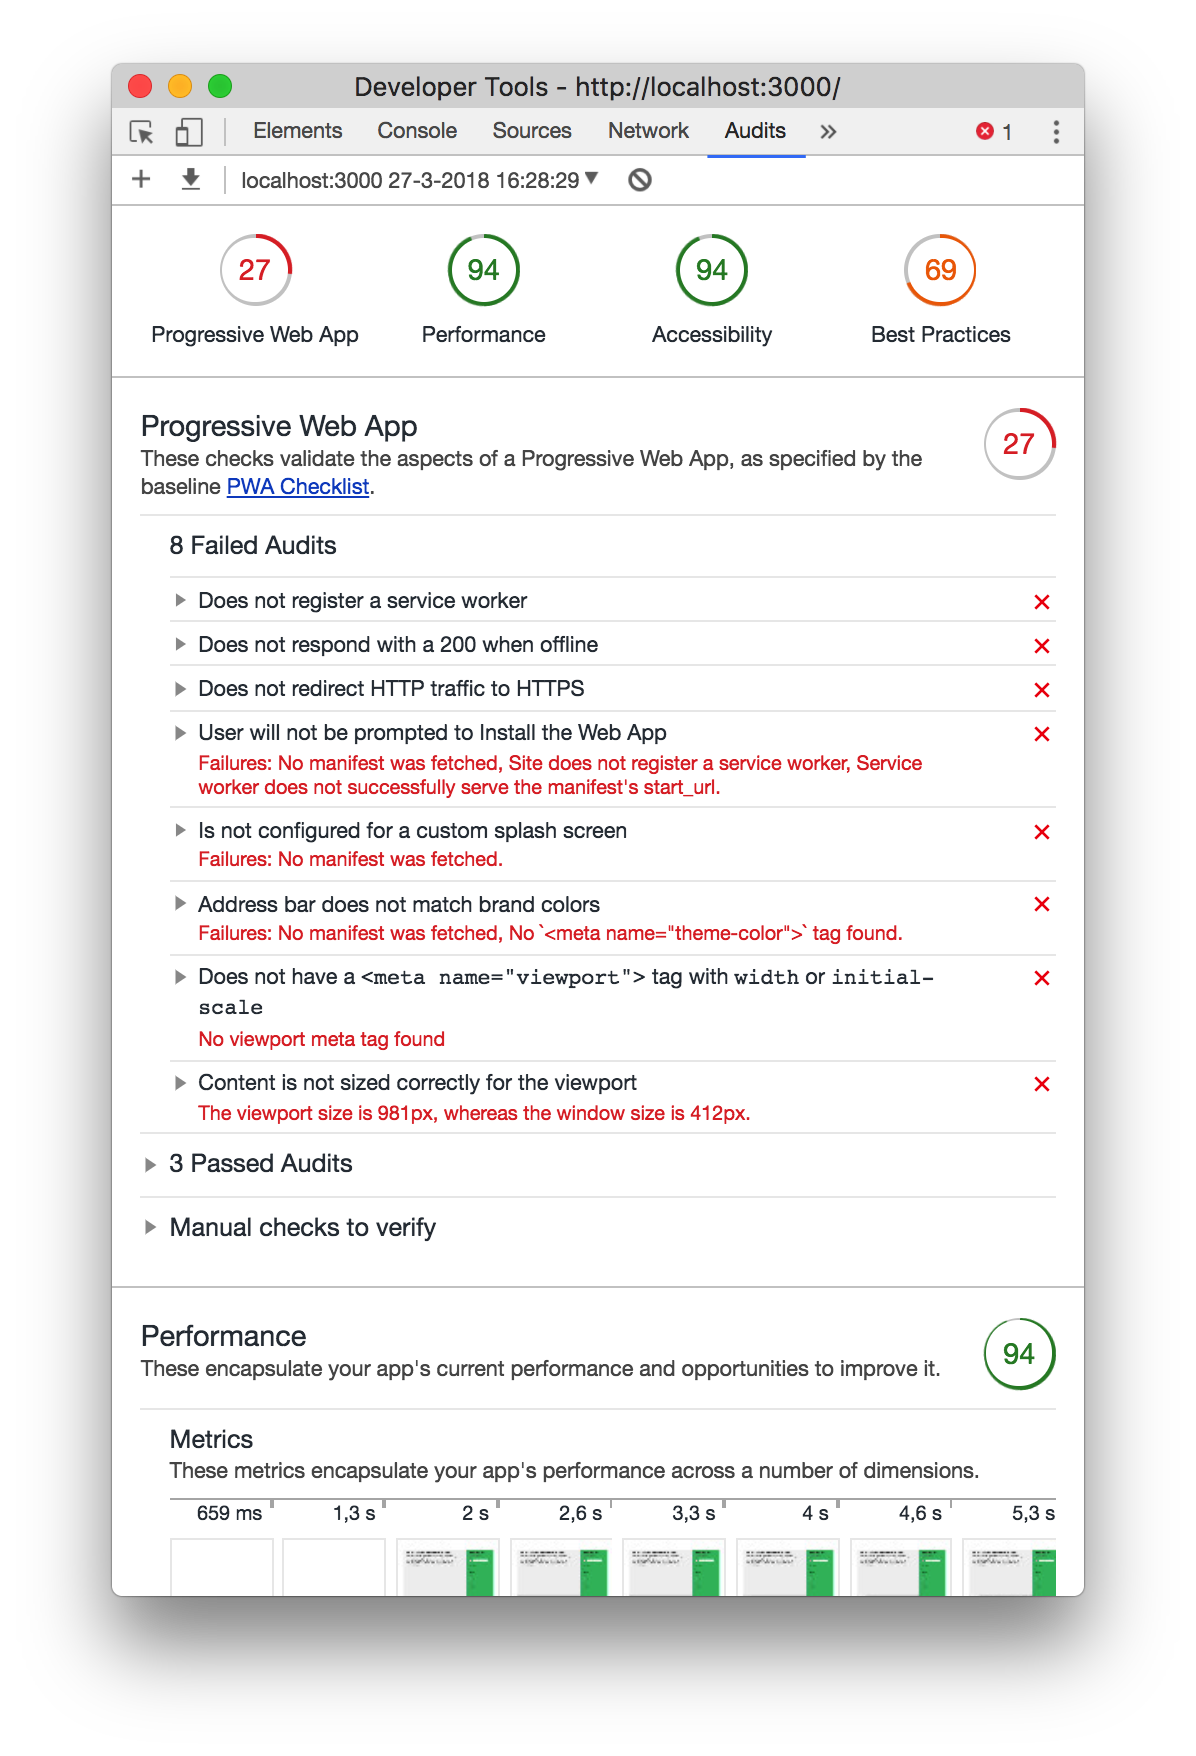 Developer Tools - http://localhost:3000/
Elements Console Sources Network Audits » 1
localhost:3000 27-3-2018 16:28:29
27 94 94 69
Progressive Web App Performance Accessibility Best Practices
Progressive Web App
27
These checks validate the aspects of a Progressive Web App, as specified by the
baseline PWA Checklist.
8 Failed Audits
Does not register a service worker
Does not respond with a 200 when offline
Does not redirect HTTP traffic to HTTPS
User will not be prompted to Install the Web App
Failures: No manifest was fetched, Site does not register a service worker, Service
worker does not successfully serve the manifest's start_url.
Is not configured for a custom splash screen
Failures: No manifest was fetched.
Address bar does not match brand colors
Failures: No manifest was fetched, No `<meta name="theme-color">` tag found.
Does not have a <meta name="viewport"> tag with width or initial-
scale
No viewport meta tag found
Content is not sized correctly for the viewport
The viewport size is 981px, whereas the window size is 412px.
3 Passed Audits
Manual checks to verify
Performance
94
These encapsulate your app's current performance and opportunities to improve it.
Metrics
These metrics encapsulate your app's performance across a number of dimensions.
659 ms 1,3 s 2 s 2,6 s 3,3 s 4 s 4,6 s 5,3 s